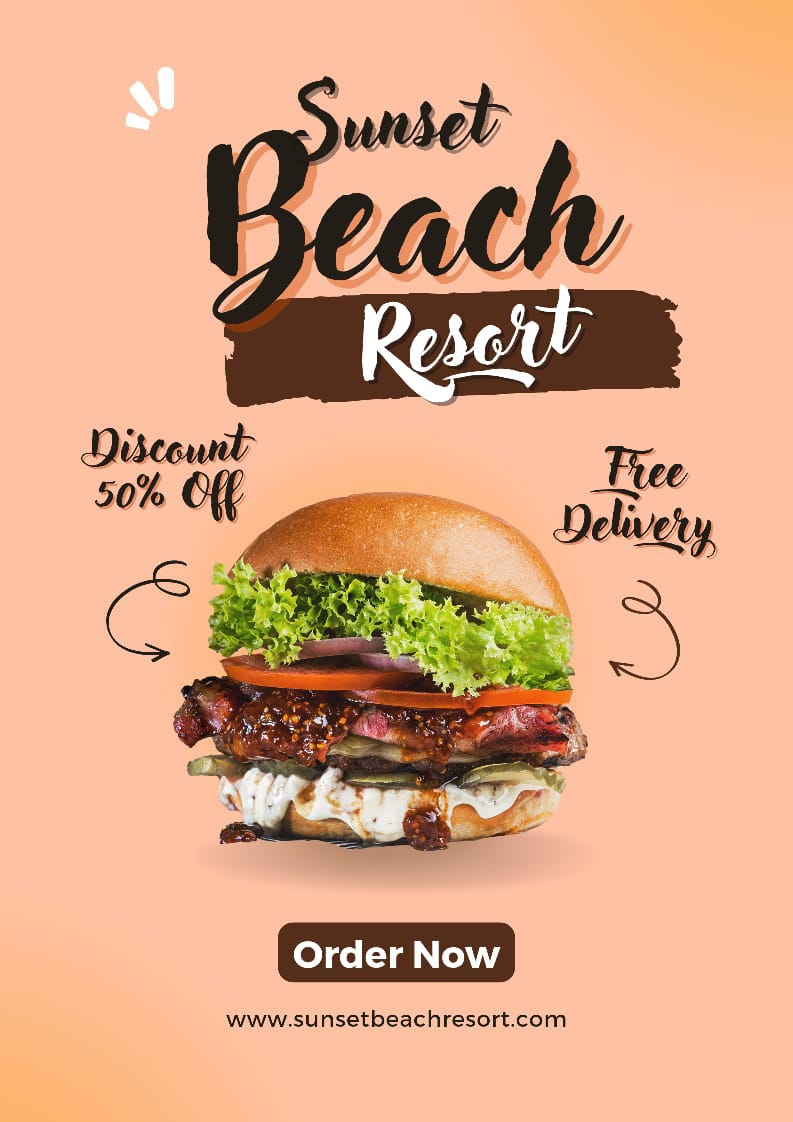 Sunset
Beach
Resort
Discount
50% Off
Free
Delivery
Order Now
www.sunsetbeachresort.com